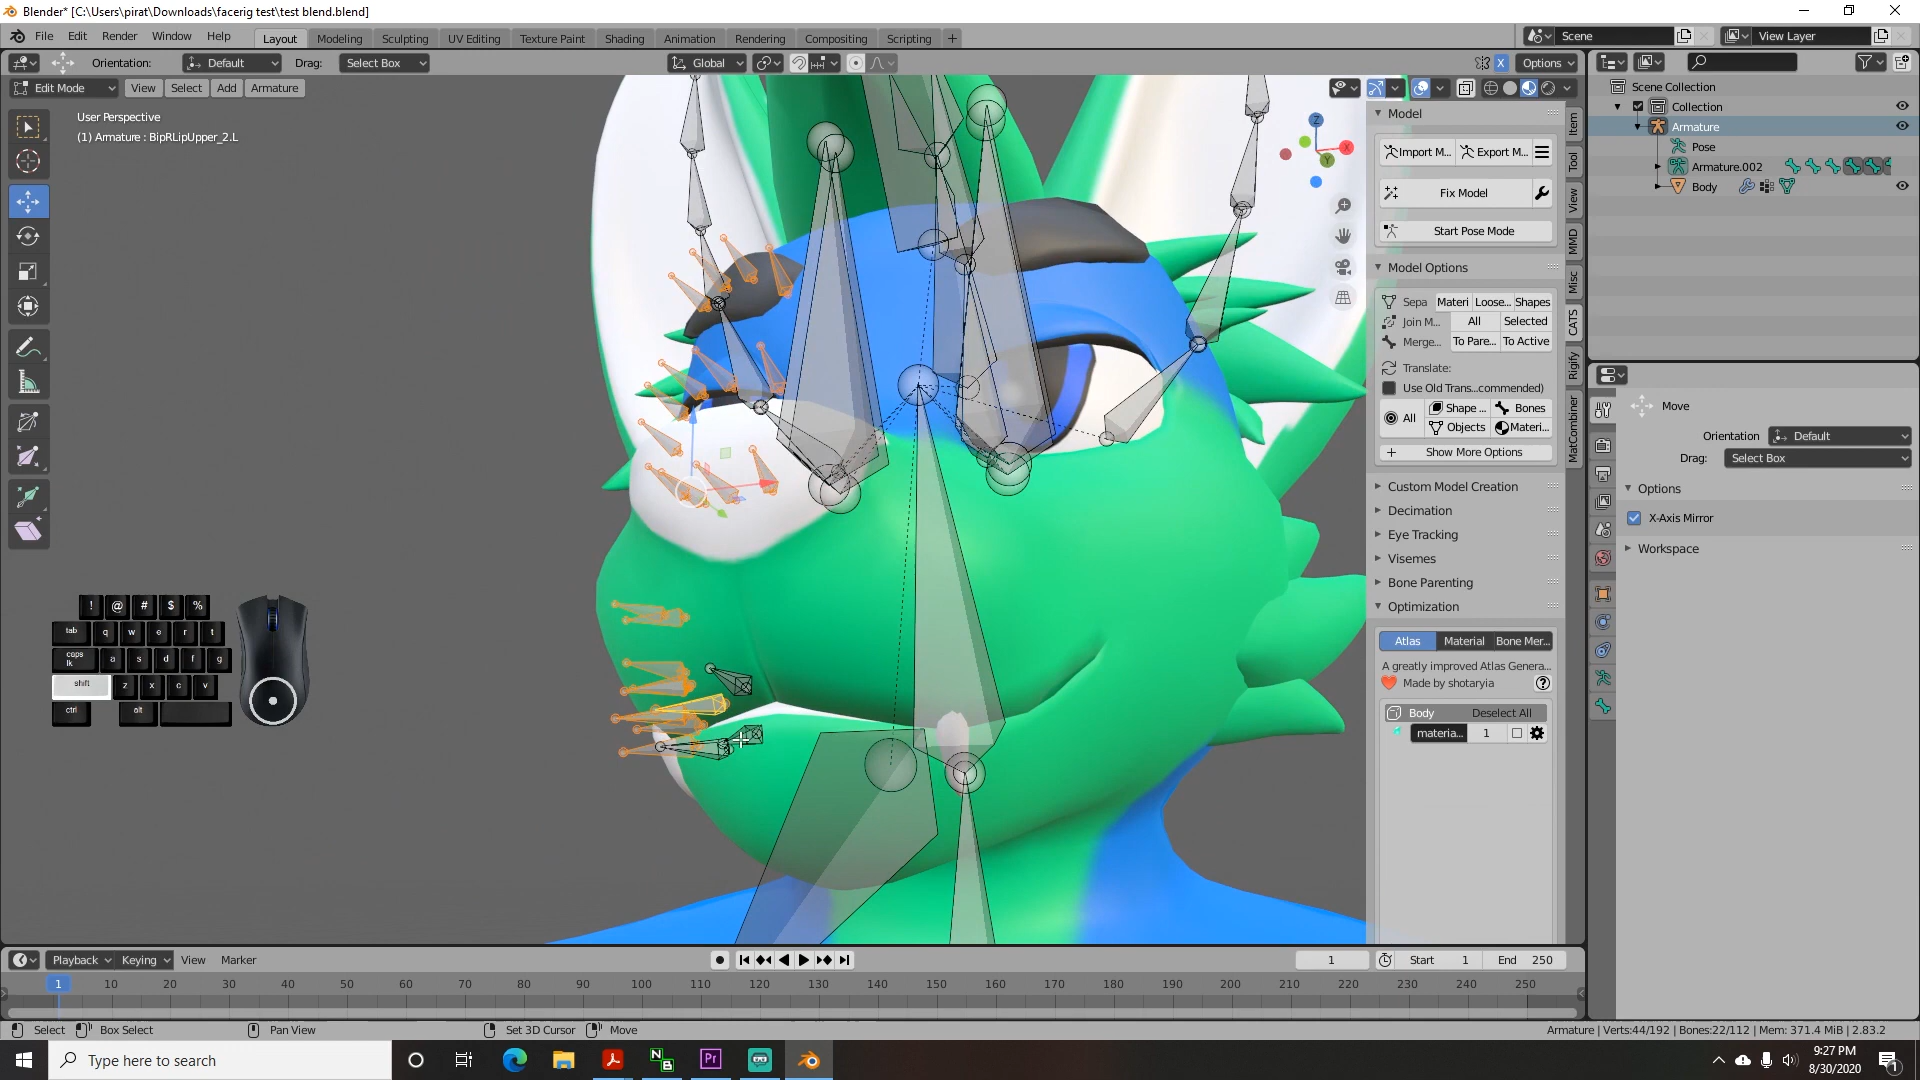 Blender* [C:\Users\pirat\Downloads\facerig test\test blend.blend]
File Edit Render Window Help
Layout Modeling Sculpting UV Editing Texture Paint Shading Animation Rendering Compositing Scripting +
Scene
View Layer
Orientation: Default Drag: Select Box
Global
X Options
Edit Mode View Select Add Armature
User Perspective
(1) Armature : BipRLipUpper_2.L
Z
X
Y
Model
Import M... Export M...
Fix Model
Start Pose Mode
Model Options
Sepa Materi Loose... Shapes
Join M... All Selected
Merge... To Pare... To Active
Translate:
Use Old Trans...commended)
All Shape ... Bones
Objects Materi...
Show More Options
Custom Model Creation
Decimation
Eye Tracking
Visemes
Bone Parenting
Optimization
Atlas Material Bone Mer...
A greatly improved Atlas Genera...
Made by shotaryia
Body Deselect All
materia... 1
Item
Tool
View
MMD
Misc
CATS
Rigify
MatCombiner
Scene Collection
Collection
Armature
Pose
Armature.002
Body
Move
Orientation Default
Drag: Select Box
Options
X-Axis Mirror
Workspace
! @ # $ %
tab q w e r t
caps lk a s d f g
shift z x c v
ctrl alt
Playback Keying View Marker
1 Start 1 End 250
1 10 20 30 40 50 60 70 80 90 100 110 120 130 140 150 160 170 180 190 200 210 220 230 240 250
Select Box Select Pan View Set 3D Cursor Move
Armature | Verts:44/192 | Bones:22/112 | Mem: 371.4 MiB | 2.83.2
Type here to search
N
B
Pr
9:27 PM
8/30/2020
1